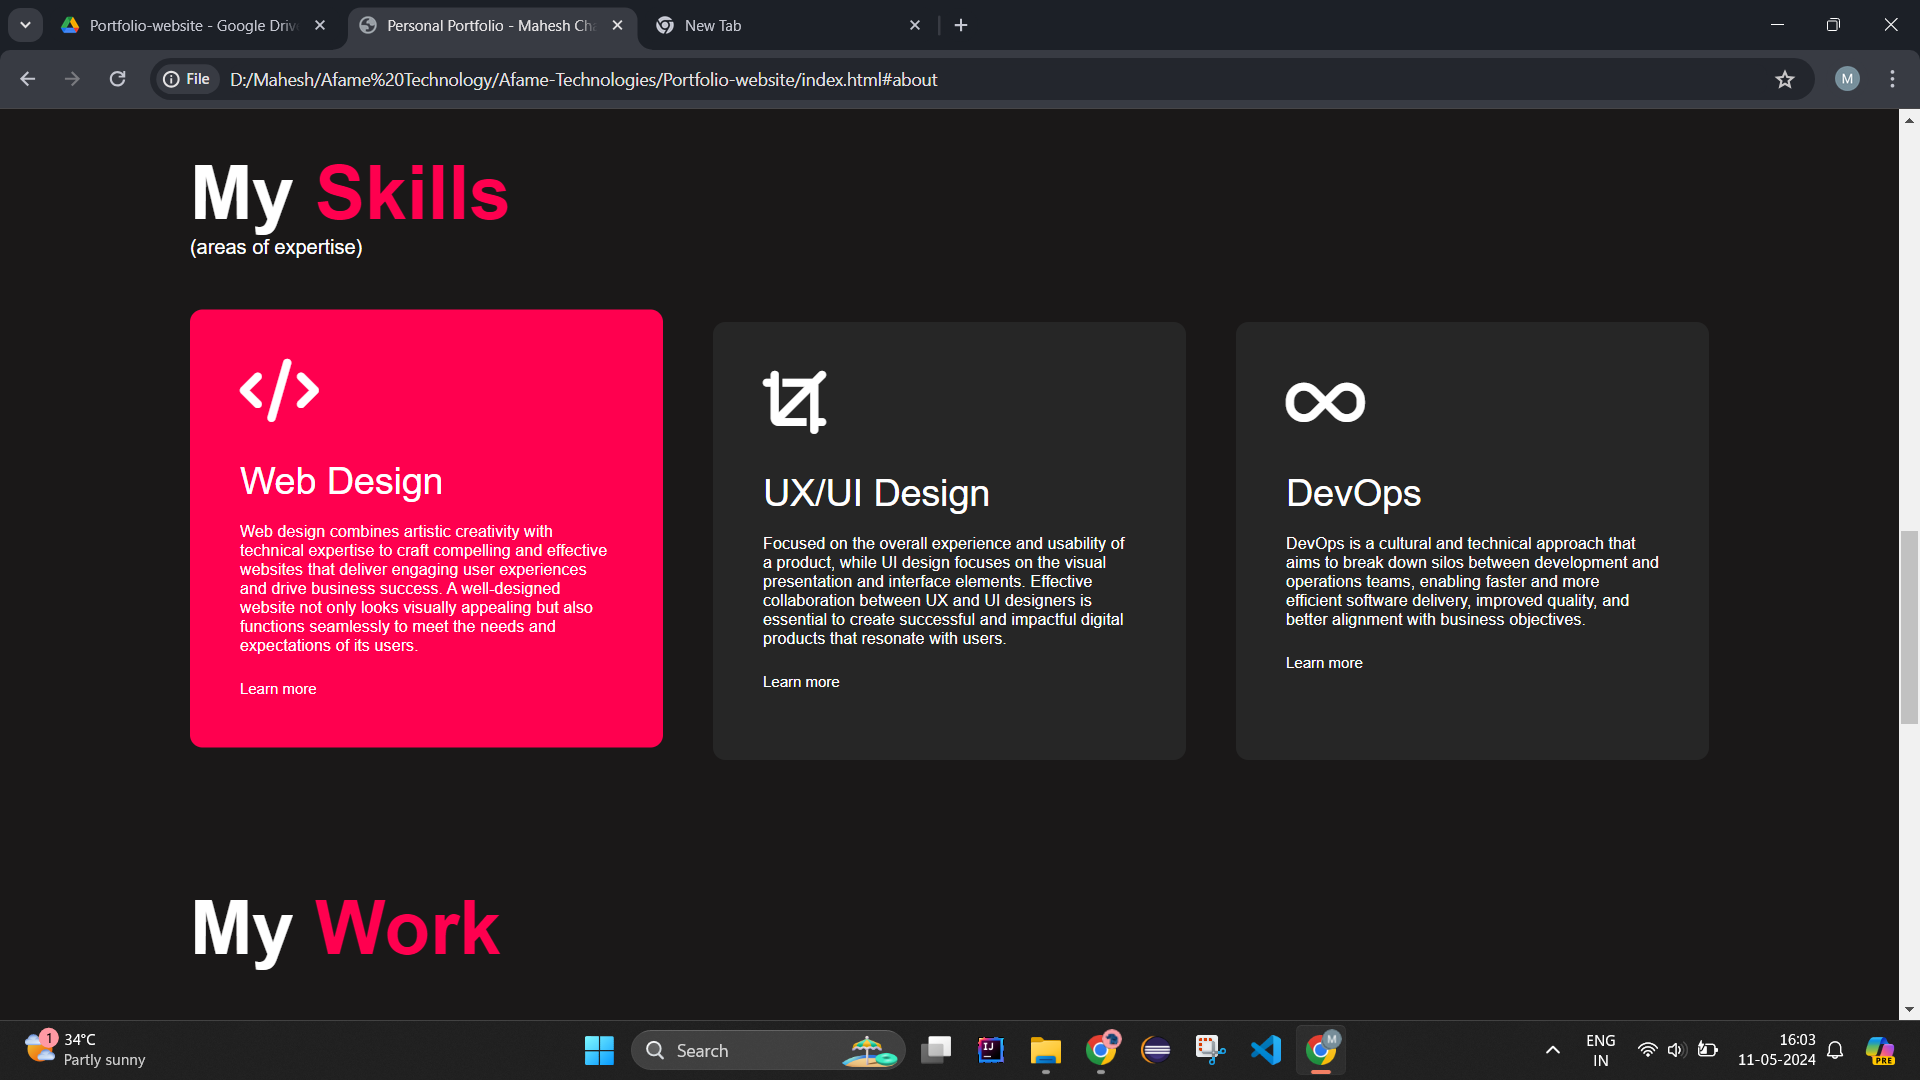 Portfolio-website - Google Driv
Personal Portfolio - Mahesh Cha
New Tab
File
D:/Mahesh/Afame%20Technology/Afame-Technologies/Portfolio-website/index.html#about
M
My Skills
(areas of expertise)
Web Design
Web design combines artistic creativity with
technical expertise to craft compelling and effective
websites that deliver engaging user experiences
and drive business success. A well-designed
website not only looks visually appealing but also
functions seamlessly to meet the needs and
expectations of its users.
Learn more
UX/UI Design
Focused on the overall experience and usability of
a product, while UI design focuses on the visual
presentation and interface elements. Effective
collaboration between UX and UI designers is
essential to create successful and impactful digital
products that resonate with users.
Learn more
DevOps
DevOps is a cultural and technical approach that
aims to break down silos between development and
operations teams, enabling faster and more
efficient software delivery, improved quality, and
better alignment with business objectives.
Learn more
My Work
1
34°C
Partly sunny
Search
IJ
M
ENG
IN
16:03
11-05-2024
PRE